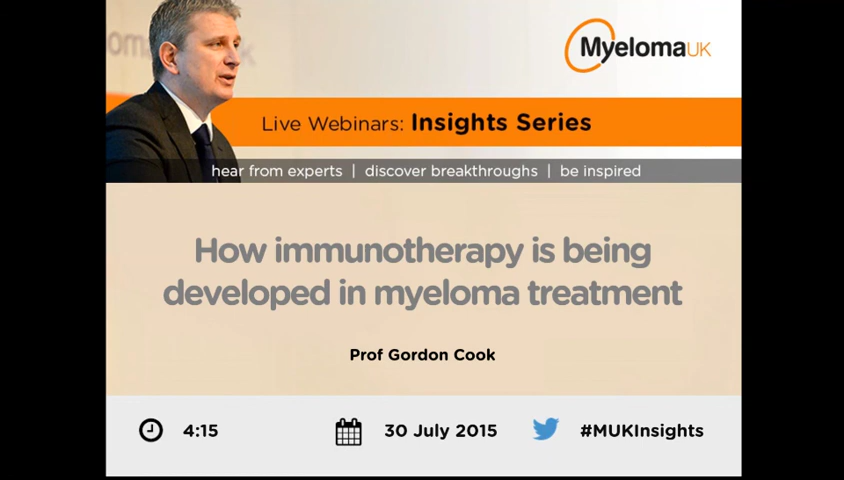 omaUK
MyelomaUK
Live Webinars: Insights Series
hear from experts | discover breakthroughs | be inspired
How immunotherapy is being
developed in myeloma treatment
Prof Gordon Cook
4:15
30 July 2015
#MUKInsights